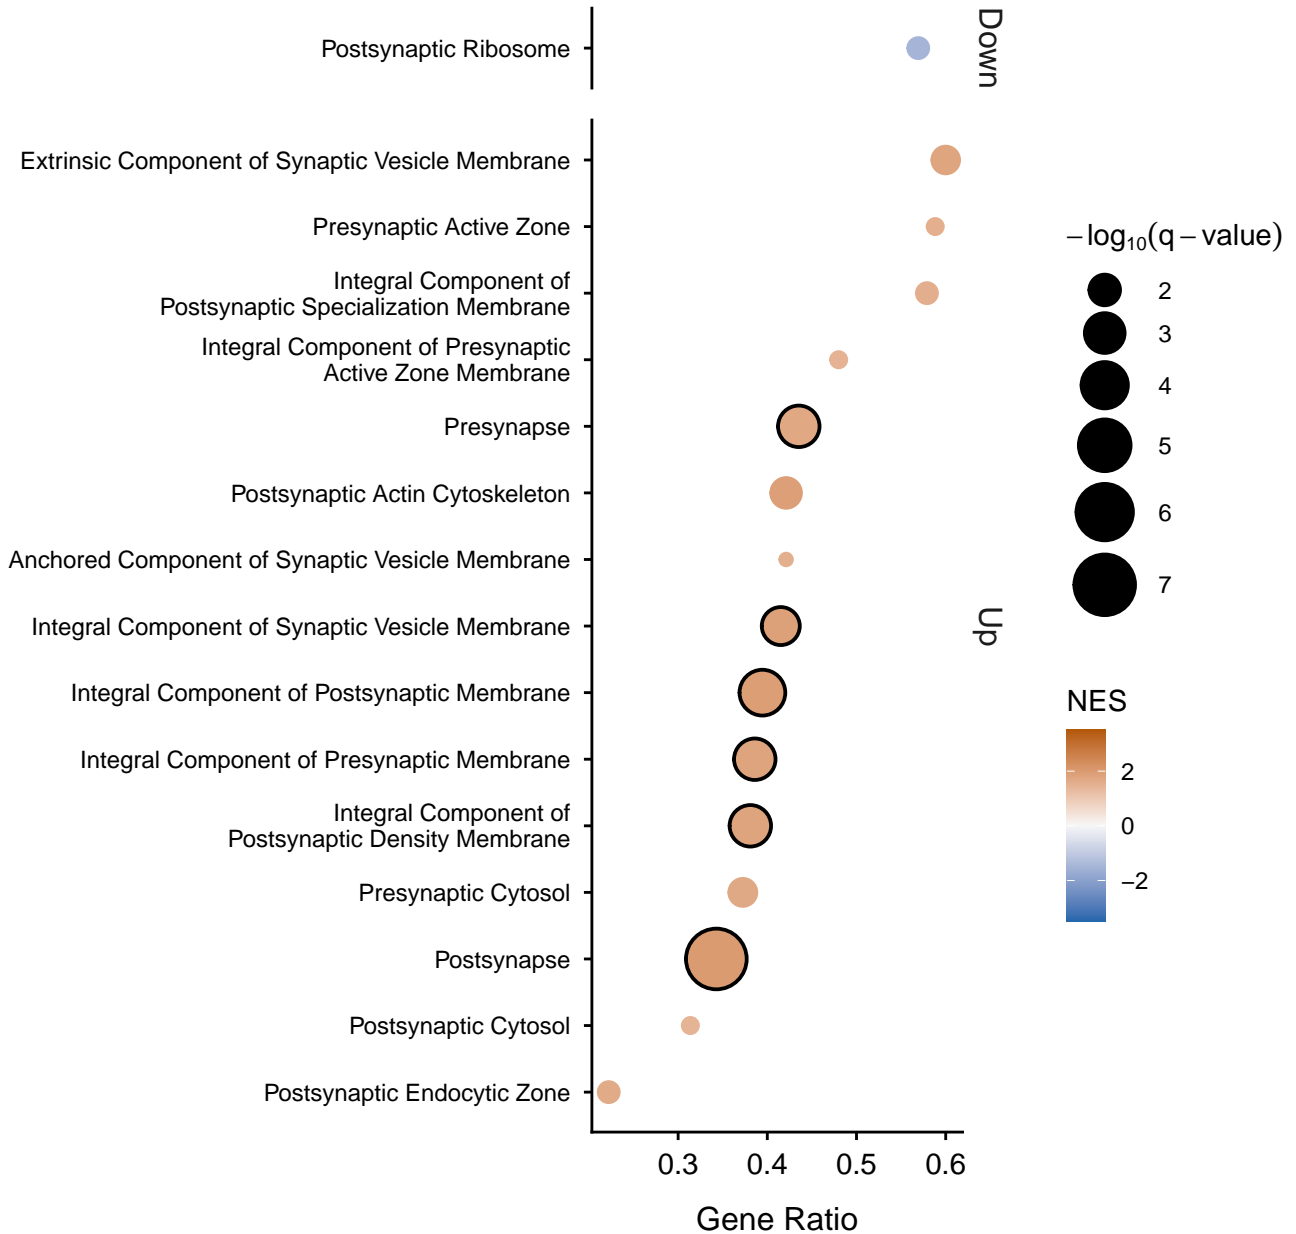 Down
Postsynaptic Ribosome
Extrinsic Component of Synaptic Vesicle Membrane
Presynaptic Active Zone
Integral Component of
Postsynaptic Specialization Membrane
Integral Component of Presynaptic
Active Zone Membrane
Presynapse
Postsynaptic Actin Cytoskeleton
Anchored Component of Synaptic Vesicle Membrane
Integral Component of Synaptic Vesicle Membrane
Integral Component of Postsynaptic Membrane
Integral Component of Presynaptic Membrane
Integral Component of
Postsynaptic Density Membrane
Presynaptic Cytosol
Postsynapse
Postsynaptic Cytosol
Postsynaptic Endocytic Zone
Up
0.3 0.4 0.5 0.6
Gene Ratio
−log₁₀(q−value)
2
3
4
5
6
7
NES
2
0
−2